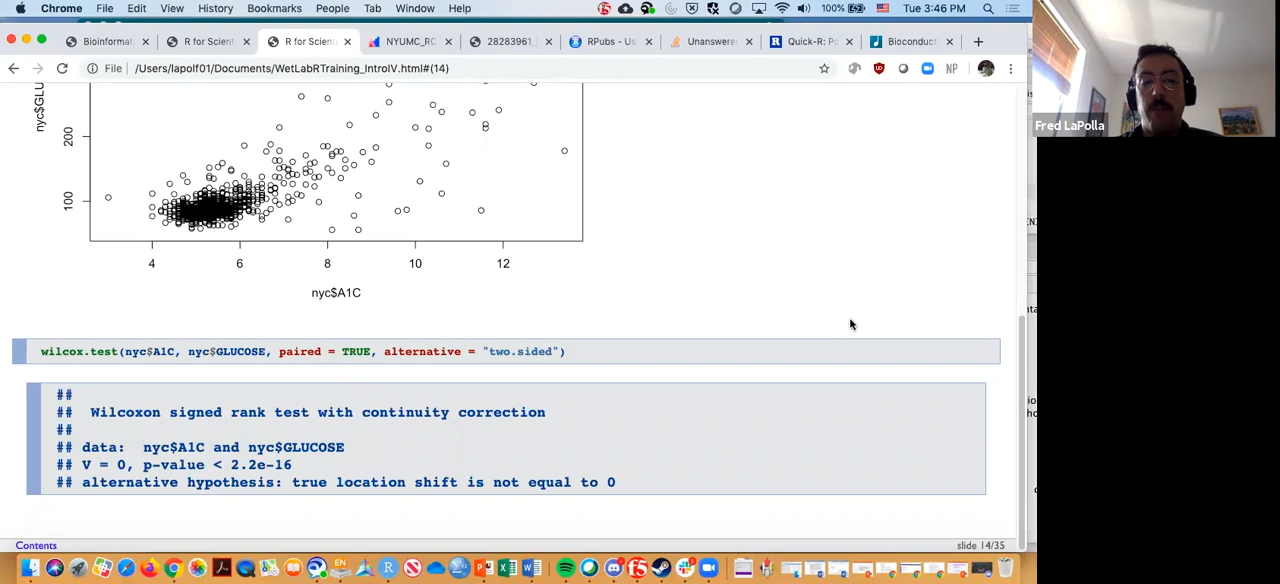 Chrome File Edit View History Bookmarks People Tab Window Help 100% Tue 3:46 PM
Bioinformat R for Scient R for Scient NYUMC_RC 28283961_ RPubs - Us Unanswere Quick-R: Pc Bioconduct
File /Users/lapolf01/Documents/WetLabRTraining_IntroIV.html#(14) NP
Fred LaPolla
nyc$GLU
200
100
4 6 8 10 12
nyc$A1C
wilcox.test(nyc$A1C, nyc$GLUCOSE, paired = TRUE, alternative = "two.sided")
##
## Wilcoxon signed rank test with continuity correction
##
## data: nyc$A1C and nyc$GLUCOSE
## V = 0, p-value < 2.2e-16
## alternative hypothesis: true location shift is not equal to 0
Contents
slide 14/35